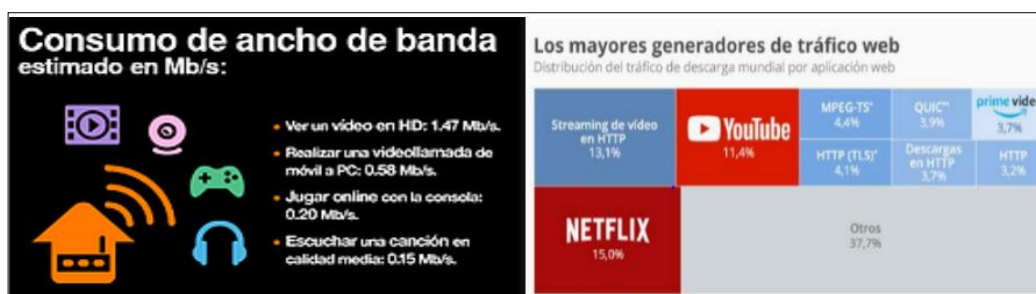 Consumo de ancho de banda
estimado en Mb/s:
• Ver un vídeo en HD: 1.47 Mb/s.
• Realizar una videollamada de
móvil a PC: 0.58 Mb/s.
• Jugar online con la consola:
0.20 Mb/s.
• Escuchar una canción en
calidad media: 0.15 Mb/s.
Los mayores generadores de tráfico web
Distribución del tráfico de descarga mundial por aplicación web
Streaming de vídeo
en HTTP
13,1%
YouTube
11,4%
MPEG-TS*
4,4%
QUIC**
3,9%
prime vide
3,7%
HTTP (TLS)*
4,1%
Descargas
en HTTP
3,7%
HTTP
3,2%
NETFLIX
15,0%
Otros
37,7%